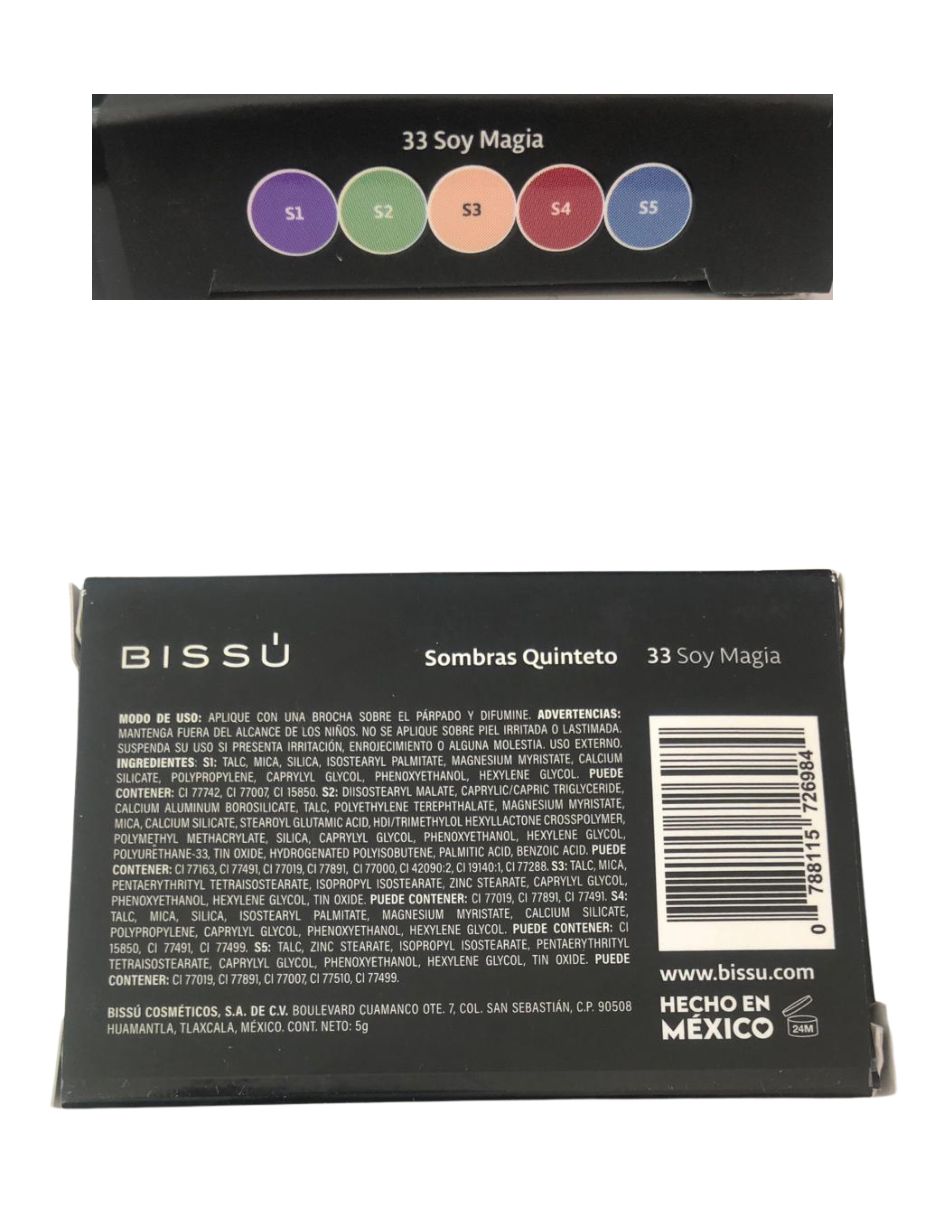 33 Soy Magia
S1 S2 S3 S4 S5
BISSÚ
Sombras Quinteto 33 Soy Magia
MODO DE USO: APLIQUE CON UNA BROCHA SOBRE EL PÁRPADO Y DIFUMINE. ADVERTENCIAS:
MANTENGA FUERA DEL ALCANCE DE LOS NIÑOS. NO SE APLIQUE SOBRE PIEL IRRITADA O LASTIMADA.
SUSPENDA SU USO SI PRESENTA IRRITACIÓN, ENROJECIMIENTO O ALGUNA MOLESTIA. USO EXTERNO.
INGREDIENTES: S1: TALC, MICA, SILICA, ISOSTEARYL PALMITATE, MAGNESIUM MYRISTATE, CALCIUM
SILICATE, POLYPROPYLENE, CAPRYLYL GLYCOL, PHENOXYETHANOL, HEXYLENE GLYCOL. PUEDE
CONTENER: CI 77742, CI 77007, CI 15850. S2: DIISOSTEARYL MALATE, CAPRYLIC/CAPRIC TRIGLYCERIDE,
CALCIUM ALUMINUM BOROSILICATE, TALC, POLYETHYLENE TEREPHTHALATE, MAGNESIUM MYRISTATE,
MICA, CALCIUM SILICATE, STEAROYL GLUTAMIC ACID, HDI/TRIMETHYLOL HEXYLLACTONE CROSSPOLYMER,
POLYMETHYL METHACRYLATE, SILICA, CAPRYLYL GLYCOL, PHENOXYETHANOL, HEXYLENE GLYCOL,
POLYURETHANE-33, TIN OXIDE, HYDROGENATED POLYISOBUTENE, PALMITIC ACID, BENZOIC ACID. PUEDE
CONTENER: CI 77163, CI 77491, CI 77019, CI 77891, CI 77000, CI 42090:2, CI 19140:1, CI 77288. S3: TALC, MICA,
PENTAERYTHRITYL TETRAISOSTEARATE, ISOPROPYL ISOSTEARATE, ZINC STEARATE, CAPRYLYL GLYCOL,
PHENOXYETHANOL, HEXYLENE GLYCOL, TIN OXIDE. PUEDE CONTENER: CI 77019, CI 77891, CI 77491. S4:
TALC, MICA, SILICA, ISOSTEARYL PALMITATE, MAGNESIUM MYRISTATE, CALCIUM SILICATE,
POLYPROPYLENE, CAPRYLYL GLYCOL, PHENOXYETHANOL, HEXYLENE GLYCOL. PUEDE CONTENER: CI
15850, CI 77491, CI 77499. S5: TALC, ZINC STEARATE, ISOPROPYL ISOSTEARATE, PENTAERYTHRITYL
TETRAISOSTEARATE, CAPRYLYL GLYCOL, PHENOXYETHANOL, HEXYLENE GLYCOL, TIN OXIDE. PUEDE
CONTENER: CI 77019, CI 77891, CI 77007, CI 77510, CI 77499.
BISSÚ COSMÉTICOS, S.A. DE C.V. BOULEVARD CUAMANCO OTE. 7, COL. SAN SEBASTIÁN, C.P. 90508
HUAMANTLA, TLAXCALA, MÉXICO. CONT. NETO: 5g
0 788115 726984
www.bissu.com
HECHO EN
MÉXICO
24M